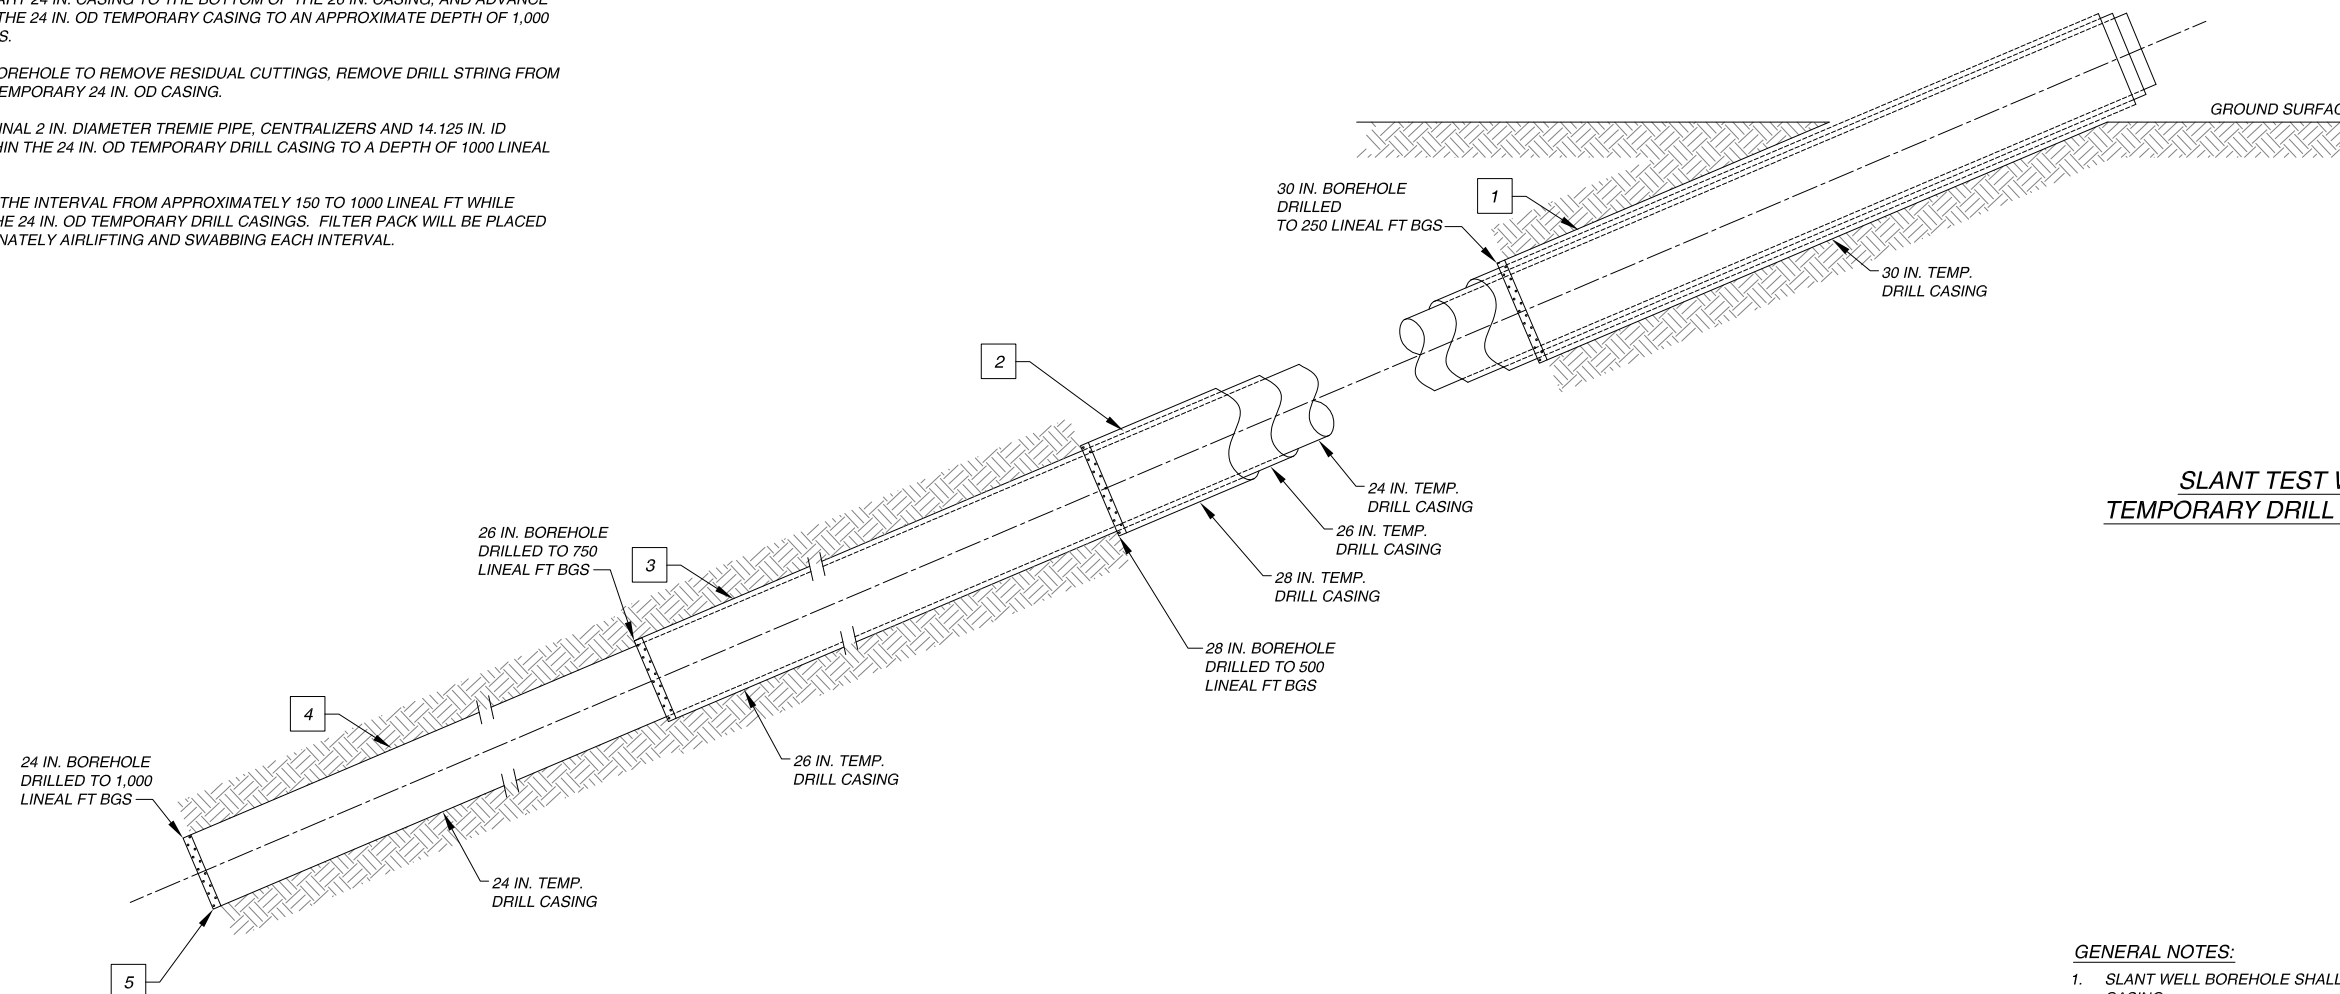 24 IN. CASING TO THE BOTTOM OF THE 26 IN. CASING, AND ADVANCE
THE 24 IN. OD TEMPORARY CASING TO AN APPROXIMATE DEPTH OF 1,000
S.
OREHOLE TO REMOVE RESIDUAL CUTTINGS, REMOVE DRILL STRING FROM
EMPORARY 24 IN. OD CASING.
INAL 2 IN. DIAMETER TREMIE PIPE, CENTRALIZERS AND 14.125 IN. ID
HIN THE 24 IN. OD TEMPORARY DRILL CASING TO A DEPTH OF 1000 LINEAL
THE INTERVAL FROM APPROXIMATELY 150 TO 1000 LINEAL FT WHILE
HE 24 IN. OD TEMPORARY DRILL CASINGS. FILTER PACK WILL BE PLACED
NATELY AIRLIFTING AND SWABBING EACH INTERVAL.
GROUND SURFAC
30 IN. BOREHOLE
DRILLED
TO 250 LINEAL FT BGS
1
30 IN. TEMP.
DRILL CASING
2
24 IN. TEMP.
DRILL CASING
26 IN. TEMP.
DRILL CASING
28 IN. TEMP.
DRILL CASING
28 IN. BOREHOLE
DRILLED TO 500
LINEAL FT BGS
SLANT TEST
TEMPORARY DRILL
26 IN. BOREHOLE
DRILLED TO 750
LINEAL FT BGS
3
26 IN. TEMP.
DRILL CASING
4
24 IN. BOREHOLE
DRILLED TO 1,000
LINEAL FT BGS
24 IN. TEMP.
DRILL CASING
5
GENERAL NOTES:
1. SLANT WELL BOREHOLE SHALL